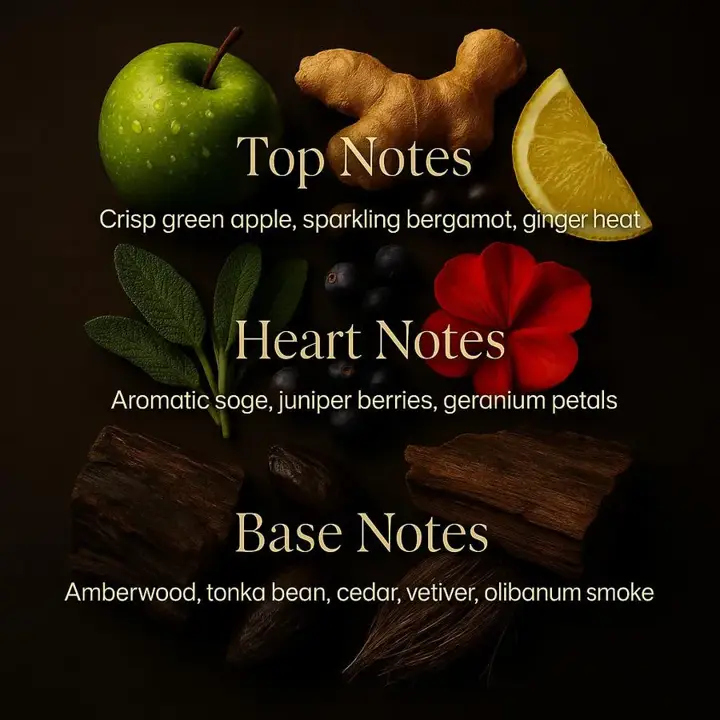 Top Notes
Crisp green apple, sparkling bergamot, ginger heat
Heart Notes
Aromatic soge, juniper berries, geranium petals
Base Notes
Amberwood, tonka bean, cedar, vetiver, olibanum smoke